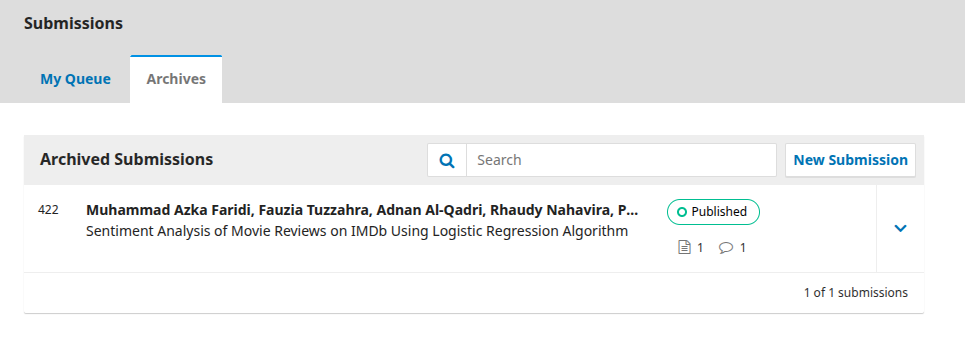 Submissions
My Queue
Archives
Archived Submissions
Search
New Submission
422
Muhammad Azka Faridi, Fauzia Tuzzahra, Adnan Al-Qadri, Rhaudy Nahavira, P...
Published
Sentiment Analysis of Movie Reviews on IMDb Using Logistic Regression Algorithm
1
1
1 of 1 submissions